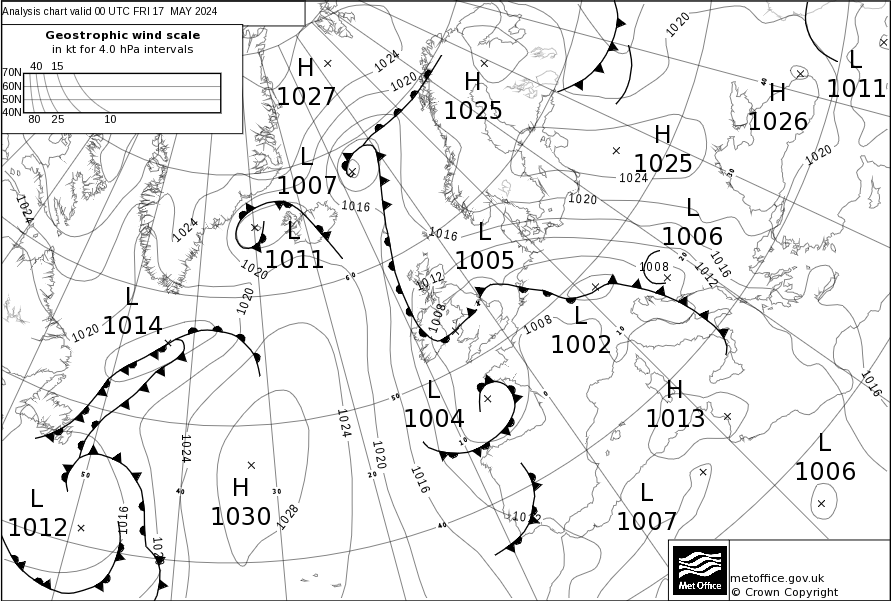 Analysis chart valid 00 UTC FRI 17 MAY 2024
Geostrophic wind scale
in kt for 4.0 hPa intervals
40 15
70N
60N
50N
40N
80 25 10
H
1027
1024
1020
H
1025
1020
L
1011
H
1026
40
H
1025
1024
1020
30
1020
L
1007
1016
1024
1024
L
1011
1020
60
1016
L
1005
L
1006
1008
20
1016
1012
1012
1008
L
1014
1020
1020
1008
L
1002
10
0
L
1004
50
10
H
1013
1016
1024
1024
1020
20
1016
40
L
1006
50
40
H
1030
30
1028
L
1012
1016
1020
1012
L
1007
Met Office
metoffice.gov.uk
© Crown Copyright